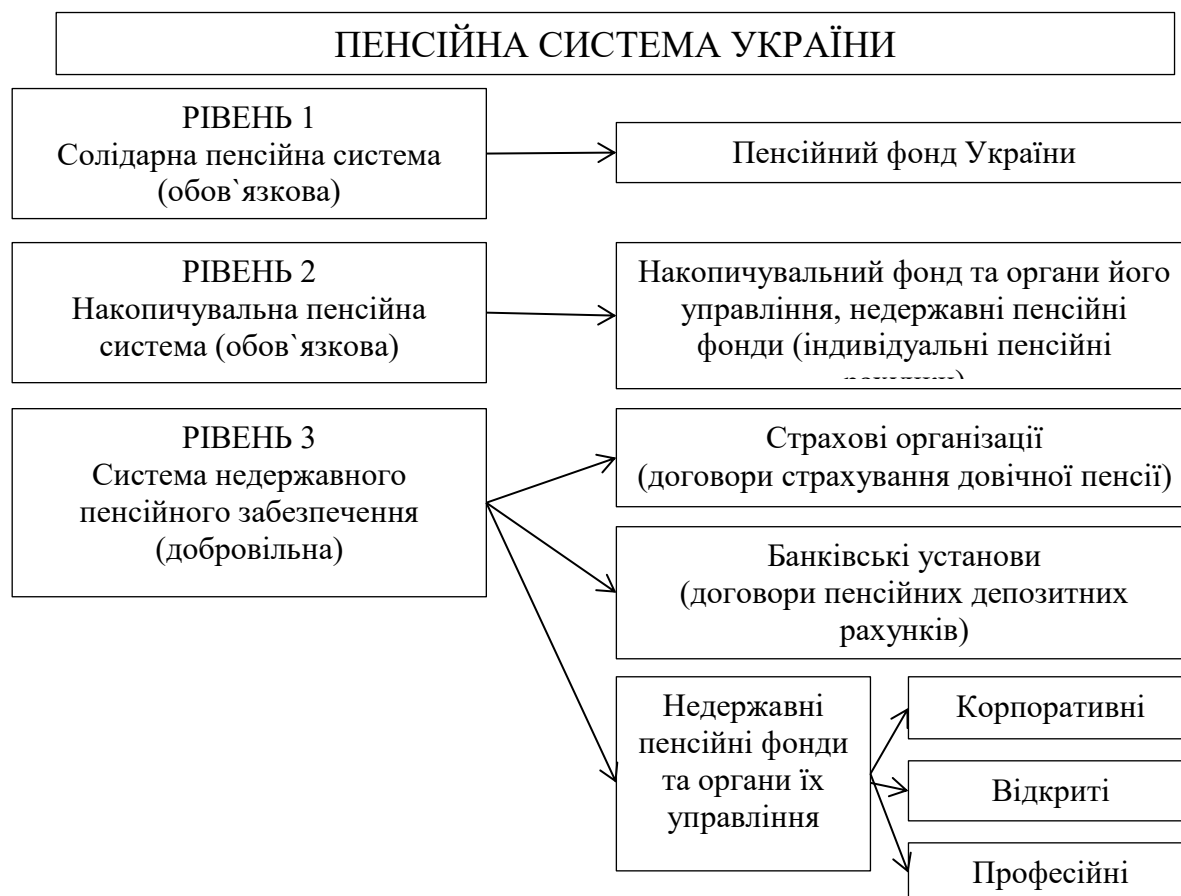 ПЕНСІЙНА СИСТЕМА УКРАЇНИ
РІВЕНЬ 1
Солідарна пенсійна система
(обов`язкова)
Пенсійний фонд України
РІВЕНЬ 2
Накопичувальна пенсійна
система (обов`язкова)
Накопичувальний фонд та органи його
управління, недержавні пенсійні
фонди (індивідуальні пенсійні
РІВЕНЬ 3
Система недержавного
пенсійного забезпечення
(добровільна)
Страхові організації
(договори страхування довічної пенсії)
Банківські установи
(договори пенсійних депозитних
рахунків)
Недержавні
пенсійні фонди
та органи їх
управління
Корпоративні
Відкриті
Професійні